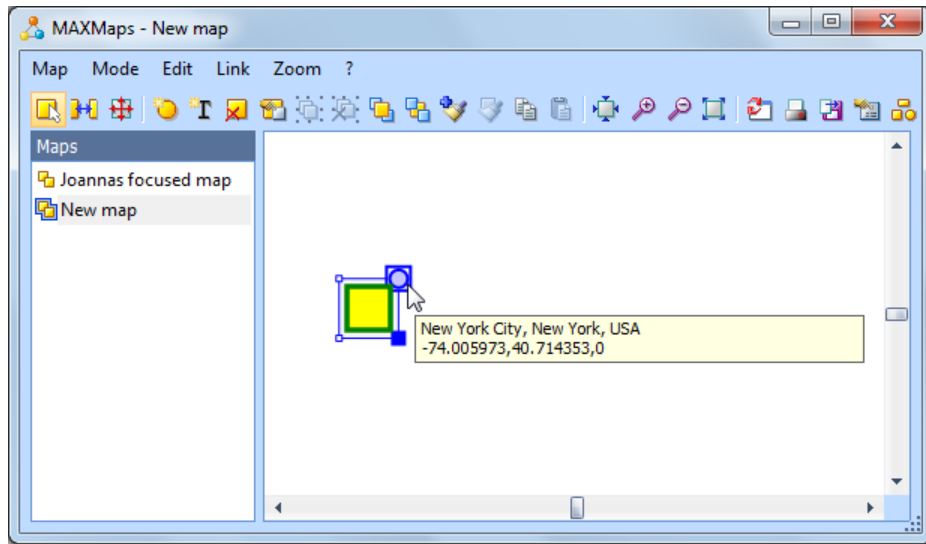 MAXMaps - New map
Map Mode Edit Link Zoom ?
T
Maps
Joannas focused map
New map
New York City, New York, USA
-74.005973,40.714353,0